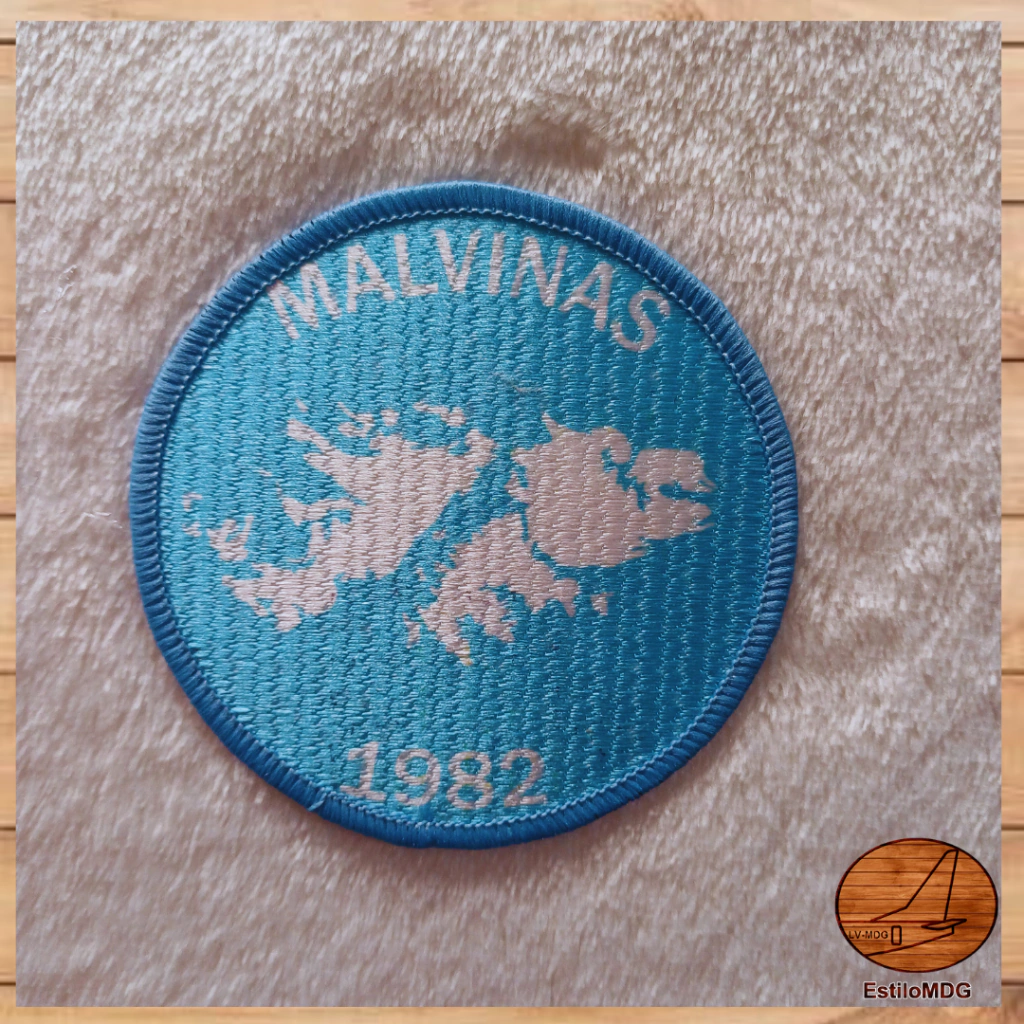 MALVINAS
1982
LV-MDG
EstiloMDG